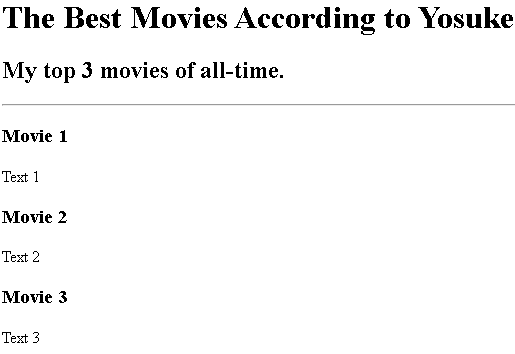 The Best Movies According to Yosuke
My top 3 movies of all-time.
Movie 1
Text 1
Movie 2
Text 2
Movie 3
Text 3